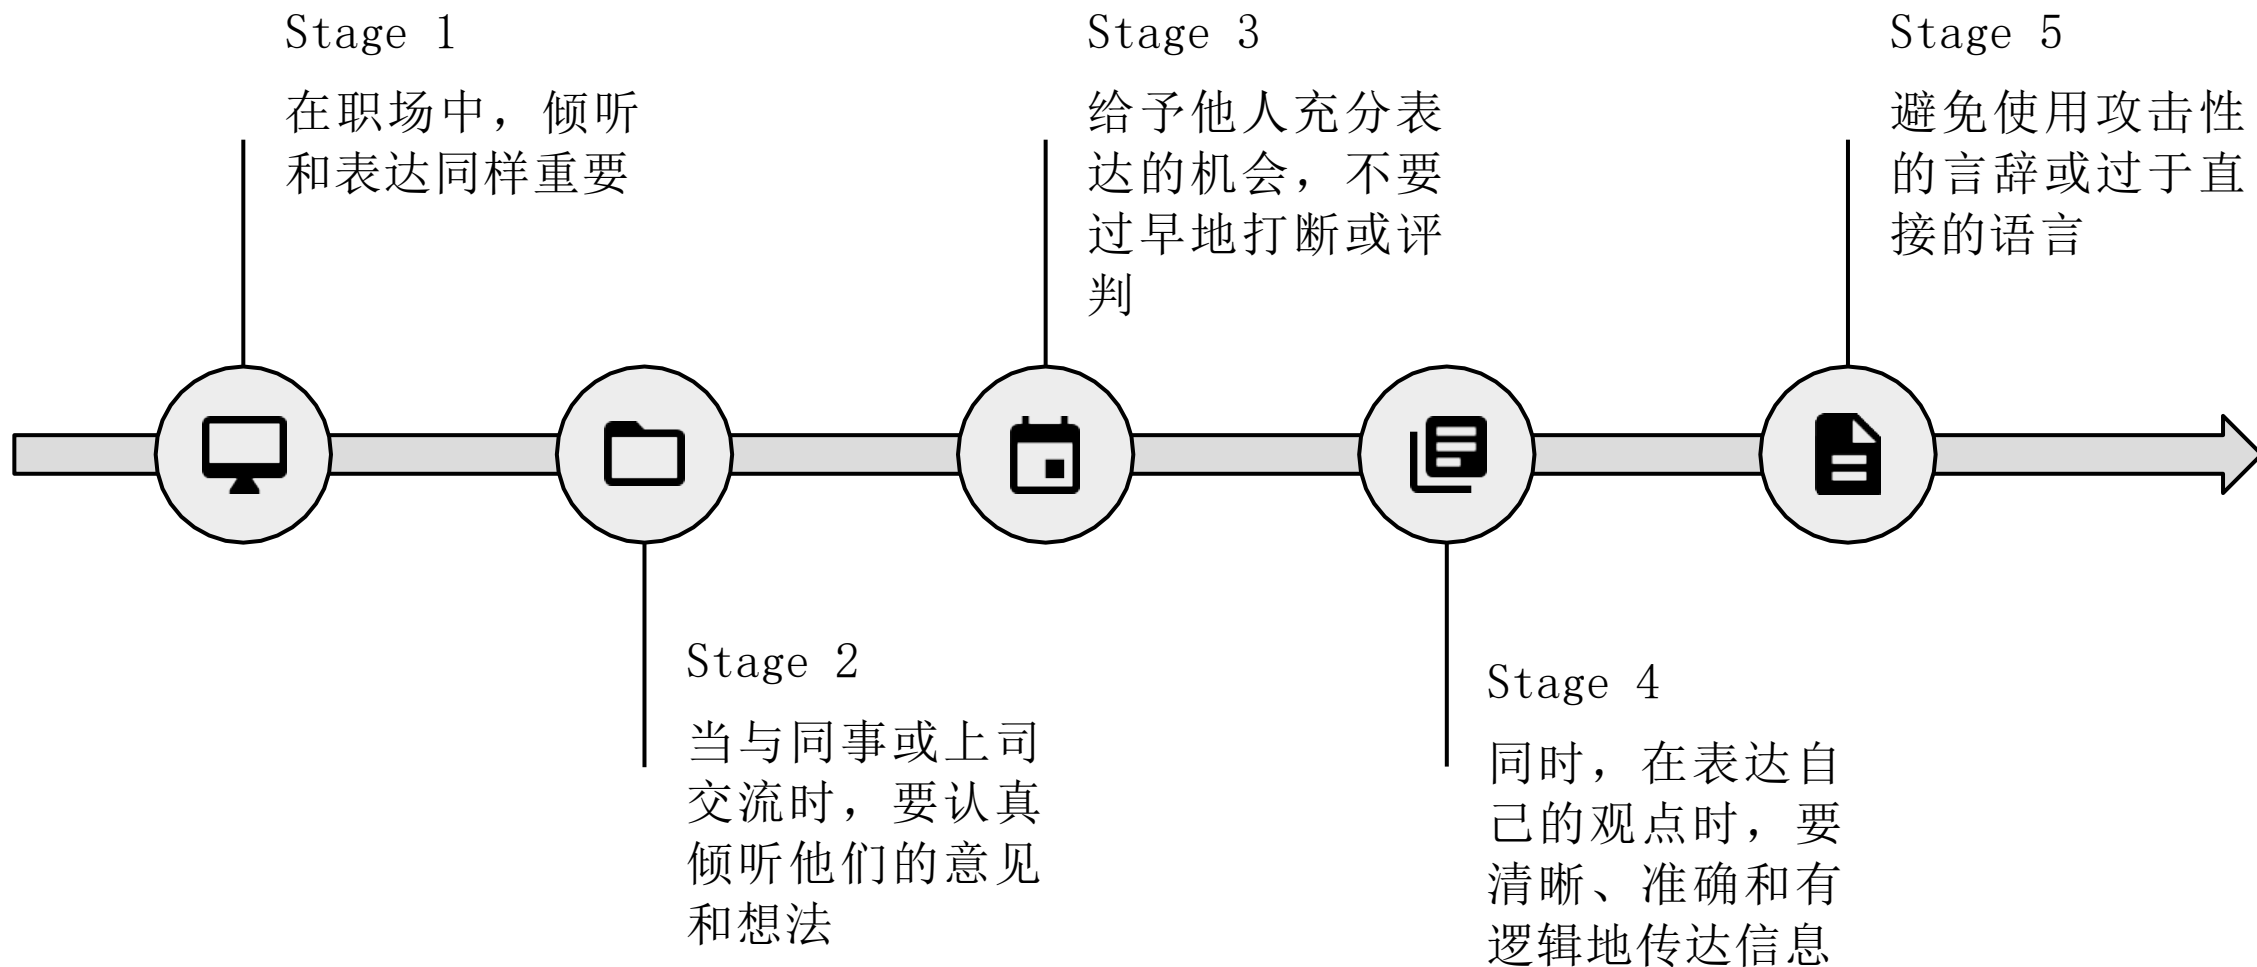 Stage 1
在职场中，倾听
和表达同样重要
Stage 2
当与同事或上司
交流时，要认真
倾听他们的意见
和想法
Stage 3
给予他人充分表
达的机会，不要
过早地打断或评
判
Stage 4
同时，在表达自
己的观点时，要
清晰、准确和有
逻辑地传达信息
Stage 5
避免使用攻击性
的言辞或过于直
接的语言